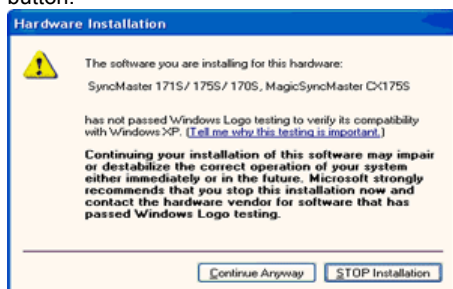 button.
Hardware Installation
The software you are installing for this hardware:
SyncMaster 171S/ 175S/ 170S, MagicSyncMaster CX175S
has not passed Windows Logo testing to verify its compatibility
with Windows XP. (Tell me why this testing is important.)
Continuing your installation of this software may impair
or destabilize the correct operation of your system
either immediately or in the future. Microsoft strongly
recommends that you stop this installation now and
contact the hardware vendor for software that has
passed Windows Logo testing.
Continue Anyway STOP Installation